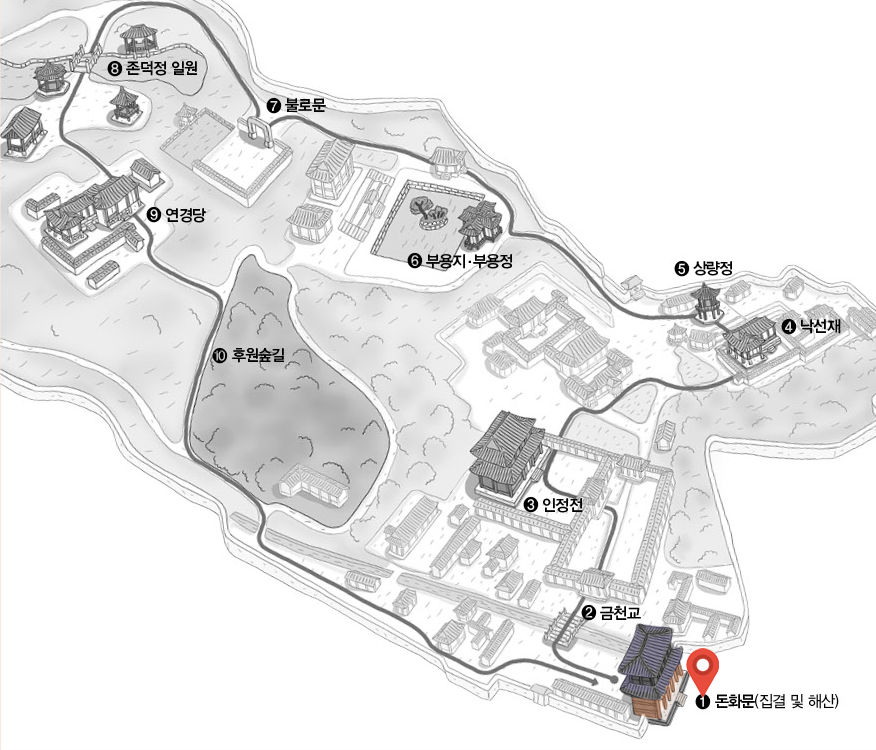 ❽ 존덕정 일원
❼ 불로문
❾ 연경당
❻ 부용지·부용정
❺ 상량정
❹ 낙선재
❿ 후원숲길
❸ 인정전
❷ 금천교
❶ 돈화문(집결 및 해산)